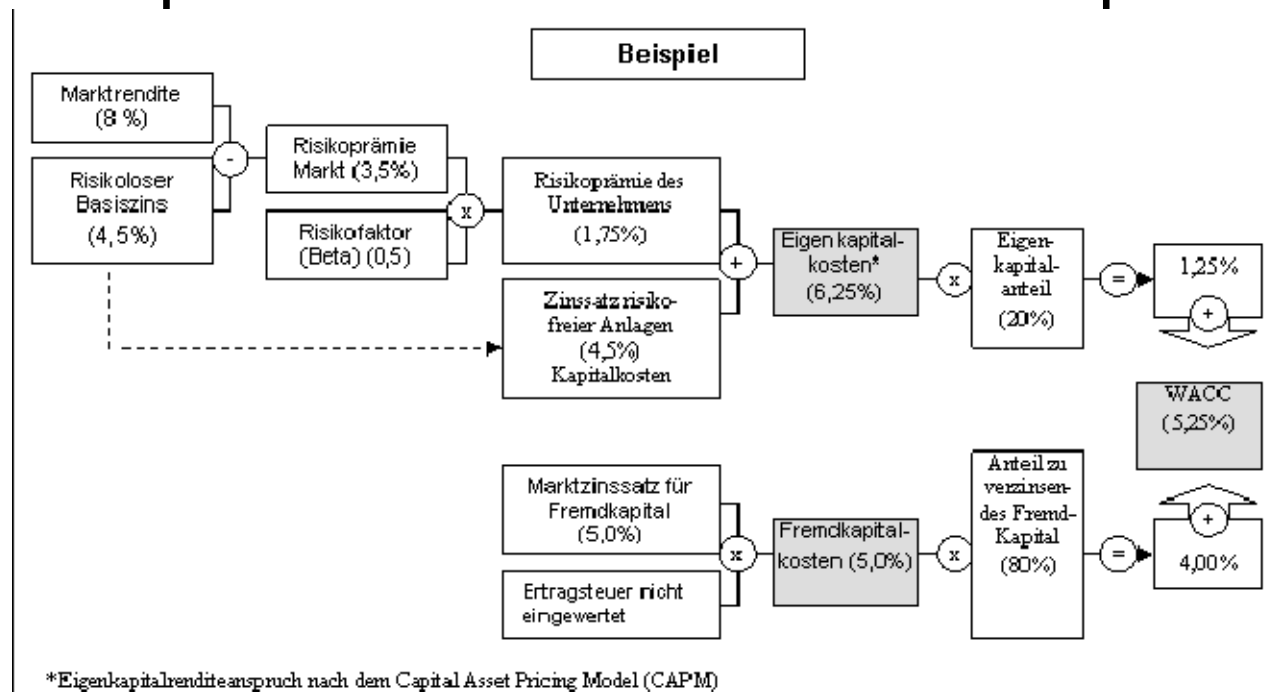 Beispiel
Marktrendite
(8 %)
-
Risikoloser
Basiszins
(4,5%)
Risikoprämie
Markt (3,5%)
x
Risikofaktor
(Beta) (0,5)
Risikoprämie des
Unternehmens
(1,75%)
+
Zinssatz risiko-
freier Anlagen
(4,5%)
Kapitalkosten
Eigen kapital-
kosten*
(6,25%)
x
Eigen-
kapital-
anteil
(20%)
=
1,25%
+
WACC
(5,25%)
Marktzinssatz für
Fremdkapital
(5,0%)
x
Ertragsteuer nicht
eingewertet
Fremdkapital-
kosten (5,0%)
x
Anteil zu
verzinsen-
des Fremd-
Kapital
(80%)
=
+
4,00%
*Eigenkapitalrenditeanspruch nach dem Capital Asset Pricing Model (CAPM)